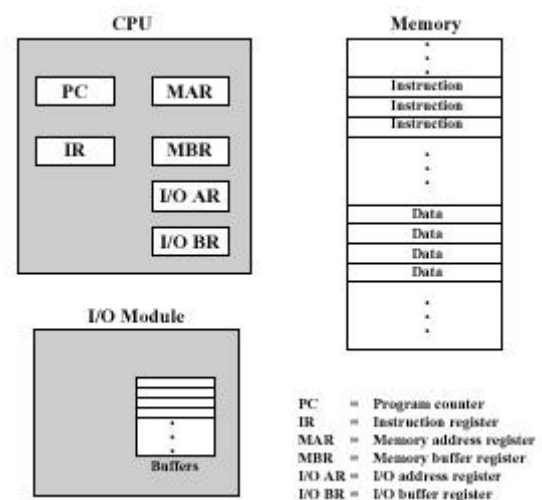 CPU
PC
MAR
IR
MBR
I/O AR
I/O BR
Memory
Instruction
Instruction
Instruction
Data
Data
Data
Data
I/O Module
Buffers
PC = Program counter
IR = Instruction register
MAR = Memory address register
MBR = Memory buffer register
I/O AR = I/O address register
I/O BR = I/O buffer register